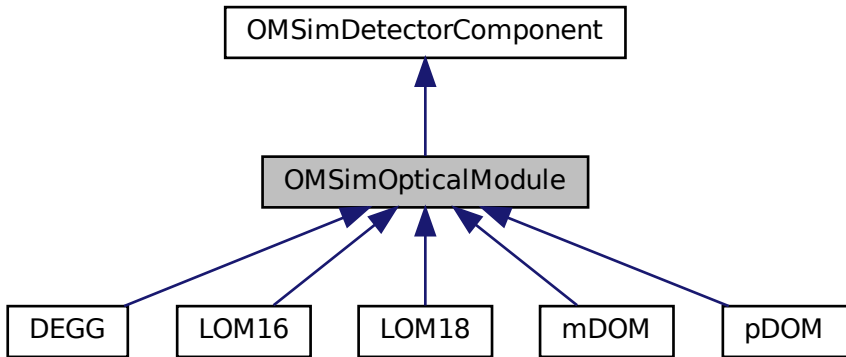 OMSimDetectorComponent
OMSimOpticalModule
DEGG
LOM16
LOM18
mDOM
pDOM